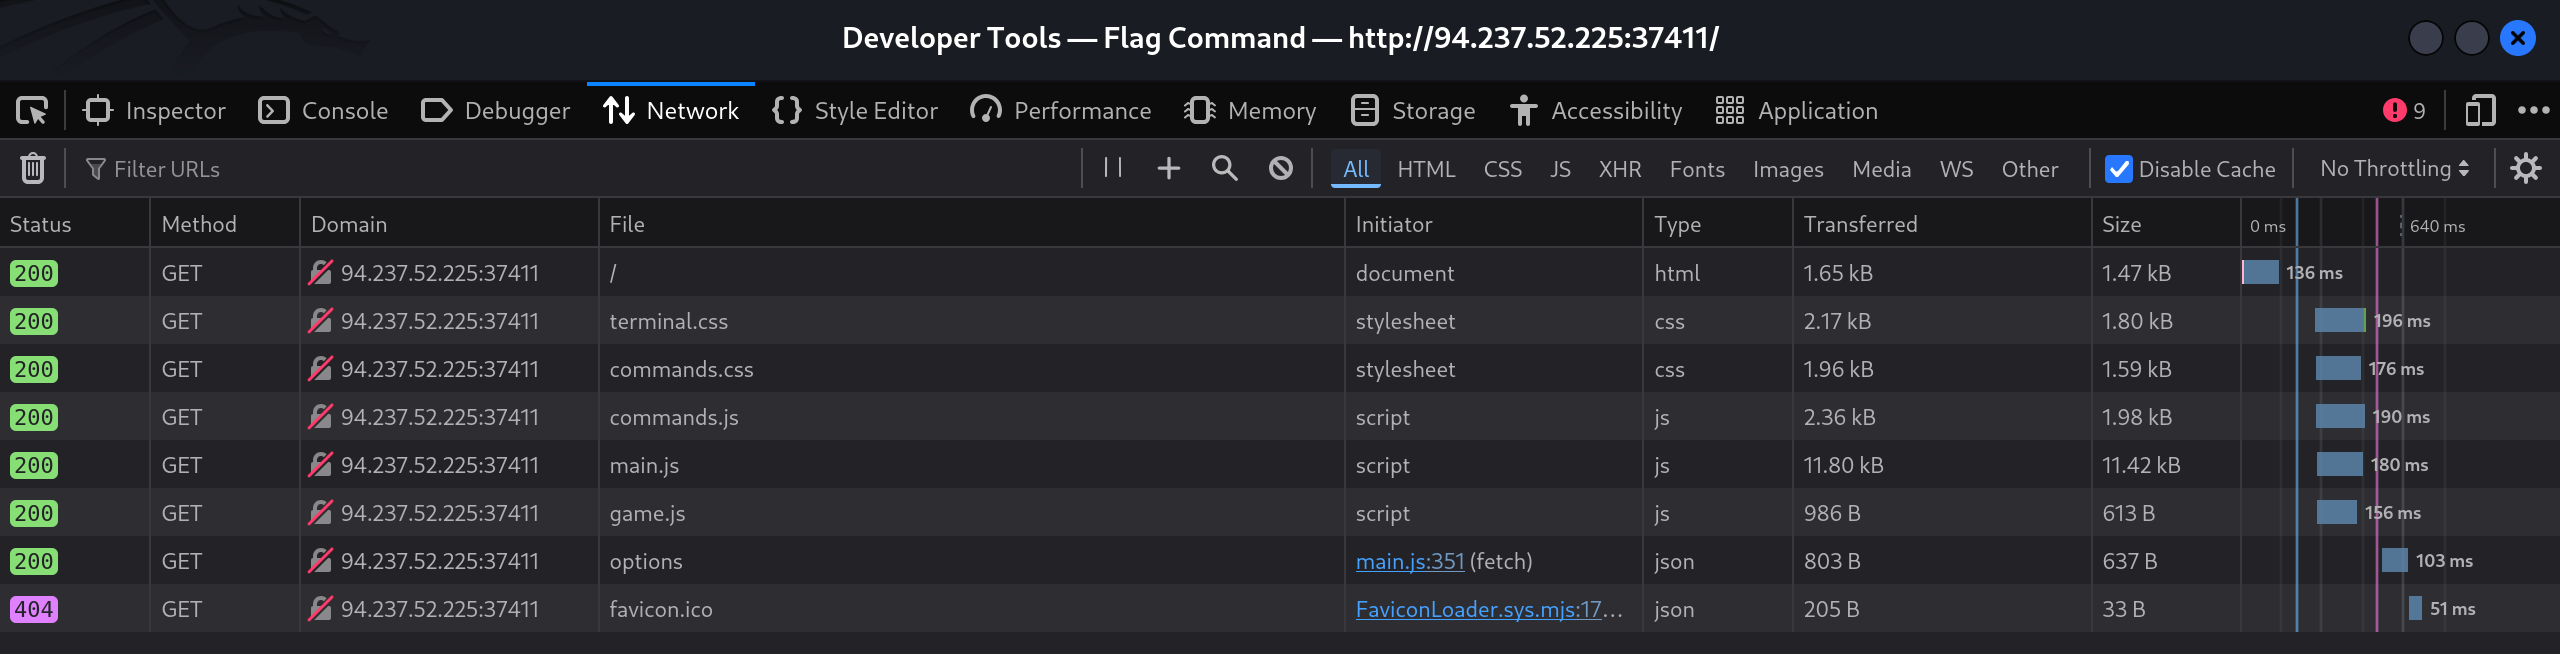 Developer Tools — Flag Command — http://94.237.52.225:37411/
Inspector Console Debugger Network Style Editor Performance Memory Storage Accessibility Application 9
Filter URLs All HTML CSS JS XHR Fonts Images Media WS Other Disable Cache No Throttling
Status Method Domain File Initiator Type Transferred Size 0 ms 640 ms
200 GET 94.237.52.225:37411 / document html 1.65 kB 1.47 kB 136 ms
200 GET 94.237.52.225:37411 terminal.css stylesheet css 2.17 kB 1.80 kB 196 ms
200 GET 94.237.52.225:37411 commands.css stylesheet css 1.96 kB 1.59 kB 176 ms
200 GET 94.237.52.225:37411 commands.js script js 2.36 kB 1.98 kB 190 ms
200 GET 94.237.52.225:37411 main.js script js 11.80 kB 11.42 kB 180 ms
200 GET 94.237.52.225:37411 game.js script js 986 B 613 B 156 ms
200 GET 94.237.52.225:37411 options main.js:351 (fetch) json 803 B 637 B 103 ms
404 GET 94.237.52.225:37411 favicon.ico FaviconLoader.sys.mjs:17… json 205 B 33 B 51 ms